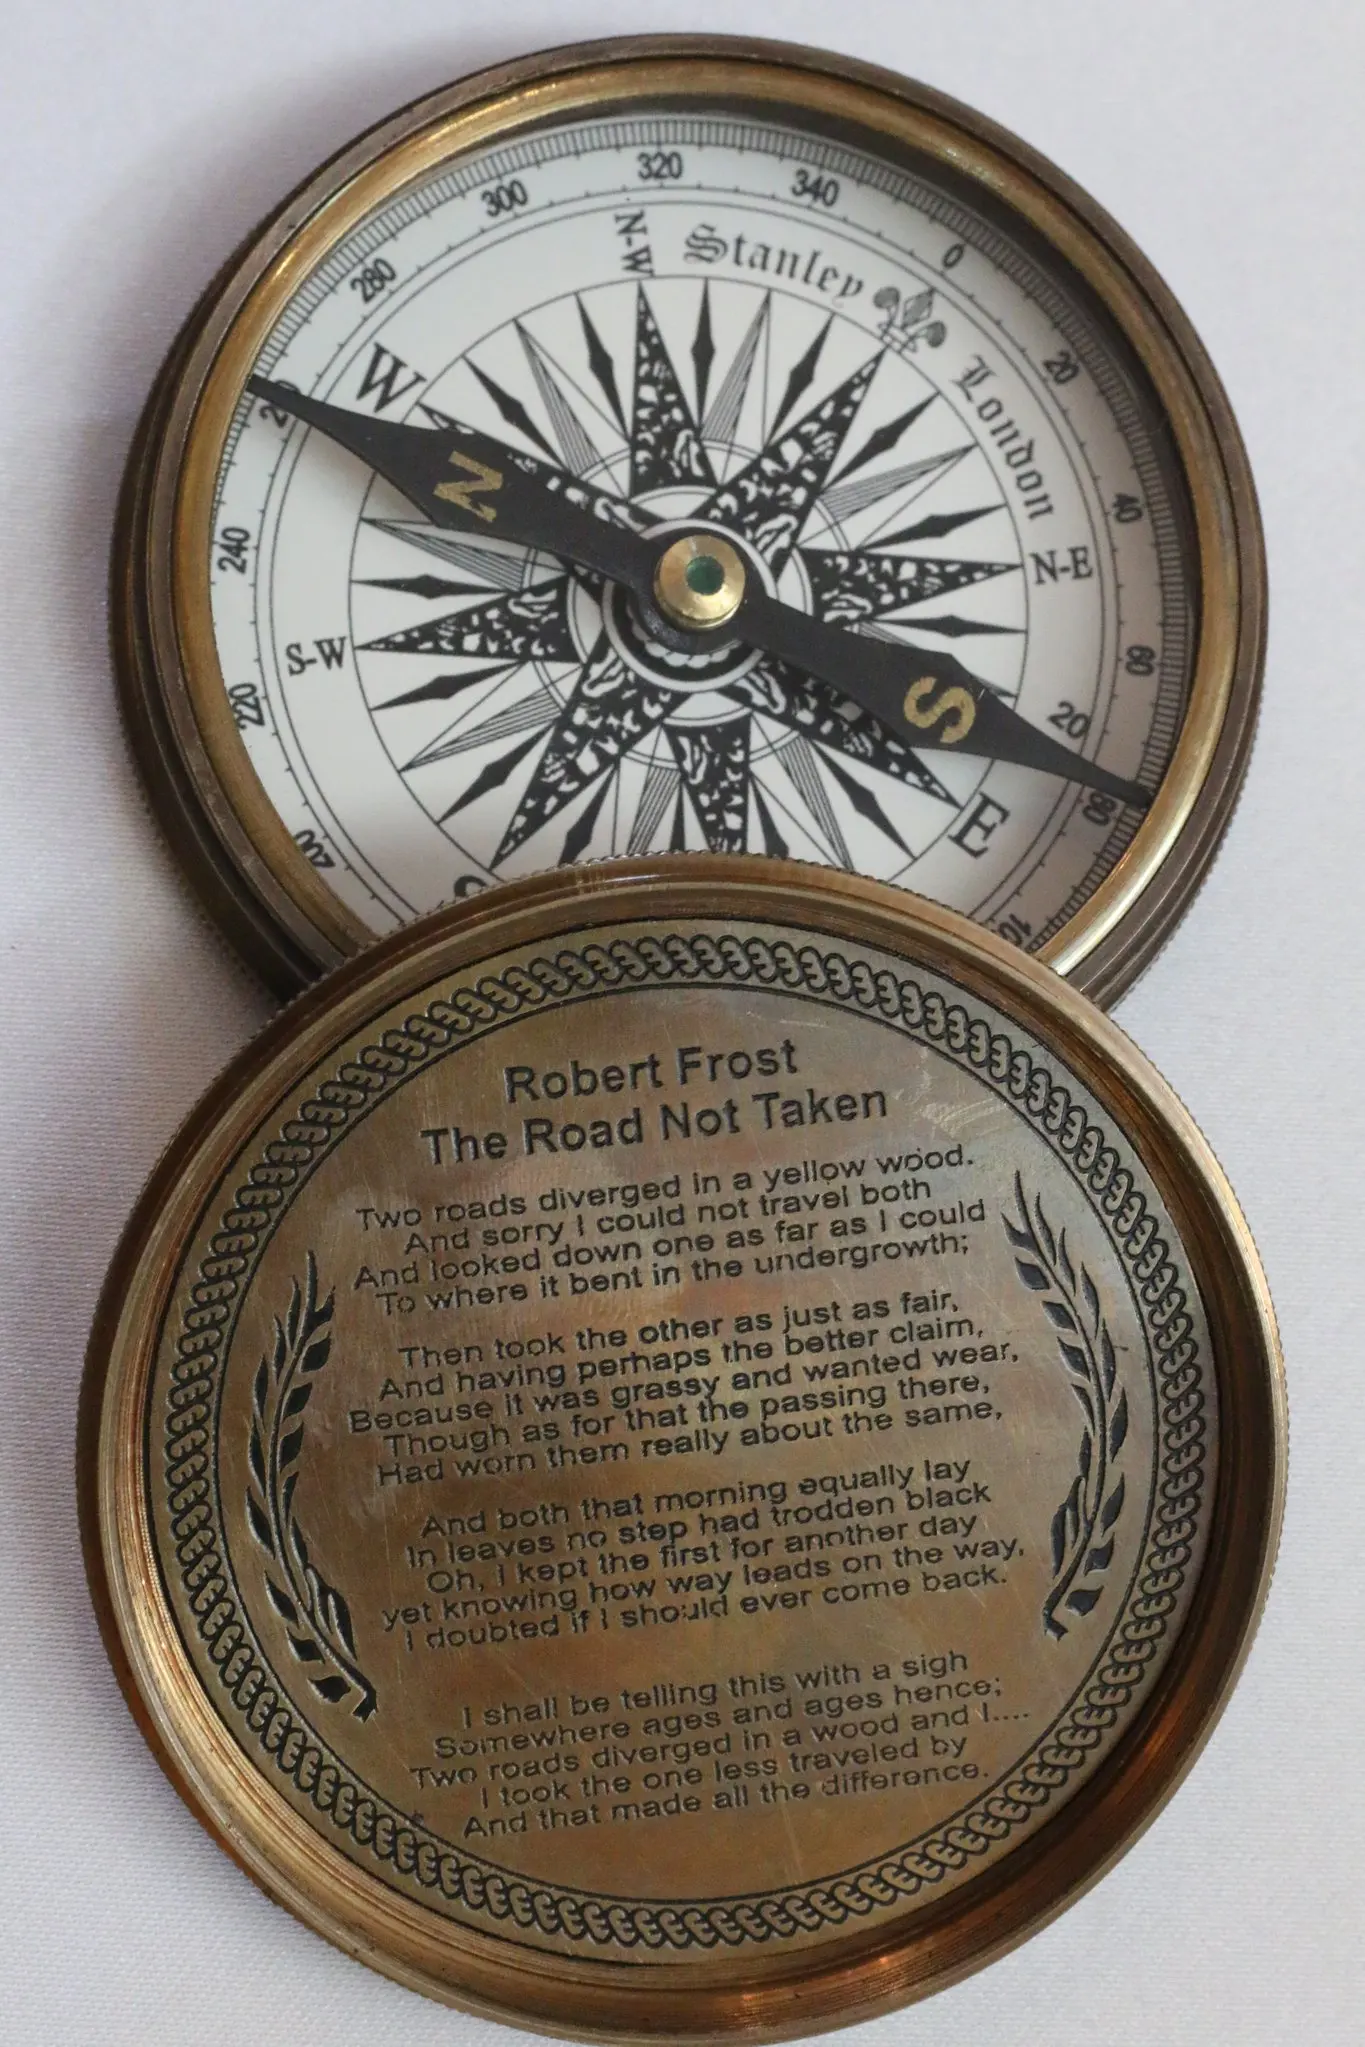 320
300
340
280
0
N-W
Stanley
London
20
W
N
40
N-E
240
60
S-W
S
20
220
80
E
200
Robert Frost
The Road Not Taken
Two roads diverged in a yellow wood.
And sorry I could not travel both
And looked down one as far as I could
To where it bent in the undergrowth;
Then took the other as just as fair,
And having perhaps the better claim,
Because it was grassy and wanted wear,
Though as for that the passing there,
Had worn them really about the same,
And both that morning equally lay
In leaves no step had trodden black
Oh, I kept the first for another day
yet knowing how way leads on the way,
I doubted if I should ever come back.
I shall be telling this with a sigh
Somewhere ages and ages hence;
Two roads diverged in a wood and I....
I took the one less traveled by
And that made all the difference.